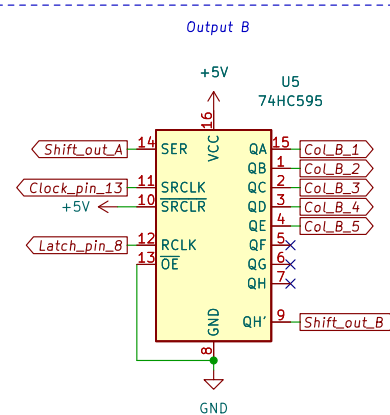 Output B
+5V
U5
74HC595
16
VCC
Shift_out_A 14 SER QA 15 Col_B_1
QB 1 Col_B_2
Clock_pin_13 11 SRCLK QC 2 Col_B_3
+5V 10 SRCLR QD 3 Col_B_4
QE 4 Col_B_5
Latch_pin_8 12 RCLK QF 5
13 OE QG 6
QH 7
GND QH' 9 Shift_out_B
8
GND